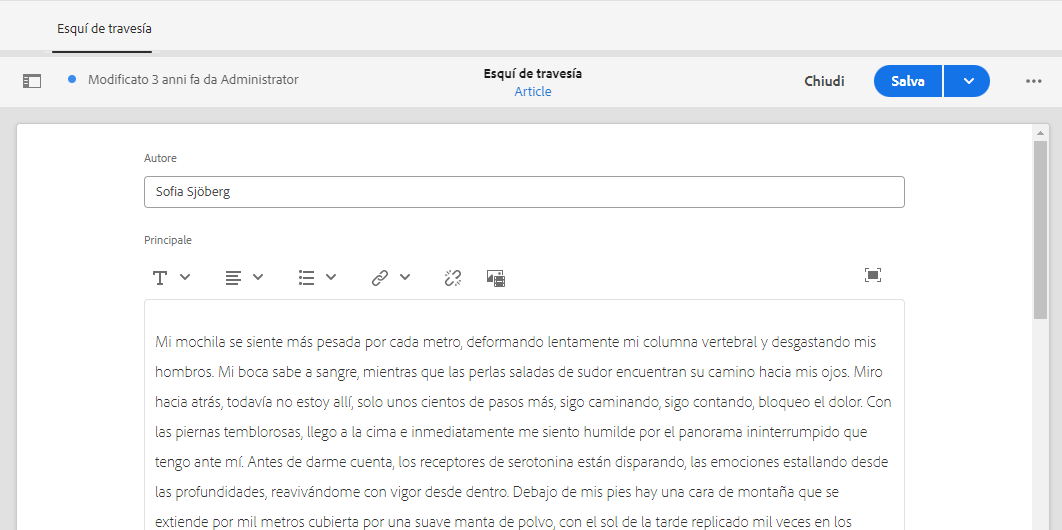 Esquí de travesía
Modificato 3 anni fa da Administrator
Esquí de travesía
Article
Chiudi
Salva
Autore
Sofia Sjöberg
Principale
Mi mochila se siente más pesada por cada metro, deformando lentamente mi columna vertebral y desgastando mis
hombros. Mi boca sabe a sangre, mientras que las perlas saladas de sudor encuentran su camino hacia mis ojos. Miro
hacia atrás, todavía no estoy allí, solo unos cientos de pasos más, sigo caminando, sigo contando, bloqueo el dolor. Con
las piernas temblorosas, llego a la cima e inmediatamente me siento humilde por el panorama ininterrumpido que
tengo ante mí. Antes de darme cuenta, los receptores de serotonina están disparando, las emociones estallando desde
las profundidades, reavivándome con vigor desde dentro. Debajo de mis pies hay una cara de montaña que se
extiende por mil metros cubierta por una suave manta de polvo, con el sol de la tarde replicado mil veces en los